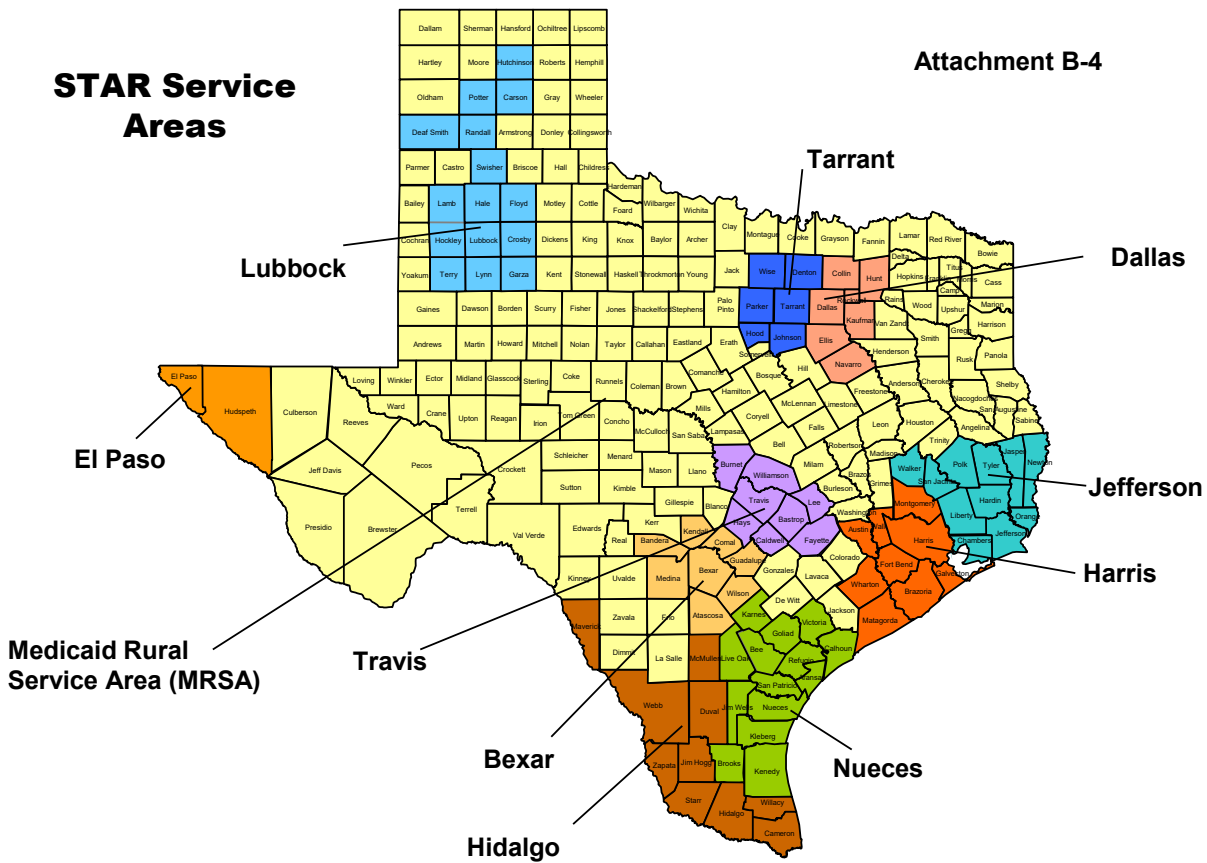 STAR Service
Areas
Attachment B-4
Dallam Sherman Hansford Ochiltree Lipscomb
Hartley Moore Hutchinson Roberts Hemphill
Oldham Potter Carson Gray Wheeler
Deaf Smith Randall Armstrong Donley Collingsworth
Parmer Castro Swisher Briscoe Hall Childress
Hardeman
Bailey Lamb Hale Floyd Motley Cottle Foard Wilbarger Wichita
Clay Montague Cooke Grayson Fannin Lamar Red River Bowie
Cochran Hockley Lubbock Crosby Dickens King Knox Baylor Archer
Yoakum Terry Lynn Garza Kent Stonewall Haskell Throckmorton Young Jack Wise Denton Collin Hunt Delta Hopkins Franklin Titus Morris Cass
Camp
Gaines Dawson Borden Scurry Fisher Jones Shackelford Stephens Palo
Pinto Parker Tarrant Dallas Rockwall Kaufman Rains Wood Upshur Marion
Andrews Martin Howard Mitchell Nolan Taylor Callahan Eastland Erath Hood Johnson Ellis Van Zandt Smith Gregg Harrison
Somervell Navarro Henderson Rusk Panola
El Paso Hudspeth Culberson Reeves Loving Winkler Ector Midland Glasscock Sterling Coke Runnels Coleman Brown Comanche Bosque Hill
Ward Crane Upton Reagan Irion Tom Green Concho McCulloch San Saba Mills Hamilton McLennan Limestone Freestone Anderson Cherokee Nacogdoches Shelby
San Augustine Sabine
Lampasas Coryell Bell Falls Robertson Leon Houston Angelina Trinity
Jeff Davis Pecos Crockett Schleicher Menard Mason Llano Burnet Williamson Milam Brazos Madison Grimes Walker San Jacinto Polk Tyler Jasper Newton
Presidio Brewster Terrell Sutton Kimble Gillespie Blanco Travis Lee Burleson Washington Montgomery Liberty Hardin Orange
Val Verde Edwards Kerr Real Bandera Kendall Hays Comal Caldwell Bastrop Fayette Austin Harris Chambers Jefferson
Kinney Uvalde Medina Bexar Guadalupe Gonzales Lavaca Colorado Wharton Fort Bend Brazoria Galveston
Maverick Zavala Frio Atascosa Wilson Karnes De Witt Victoria Jackson Matagorda
Dimmit La Salle McMullen Live Oak Bee Goliad Refugio Calhoun
Aransas
San Patricio
Webb Duval Jim Wells Nueces
Kleberg
Zapata Jim Hogg Brooks Kenedy
Starr Hidalgo Willacy
Cameron
Tarrant
Dallas
Lubbock
El Paso
Jefferson
Harris
Medicaid Rural
Service Area (MRSA)
Travis
Bexar
Nueces
Hidalgo